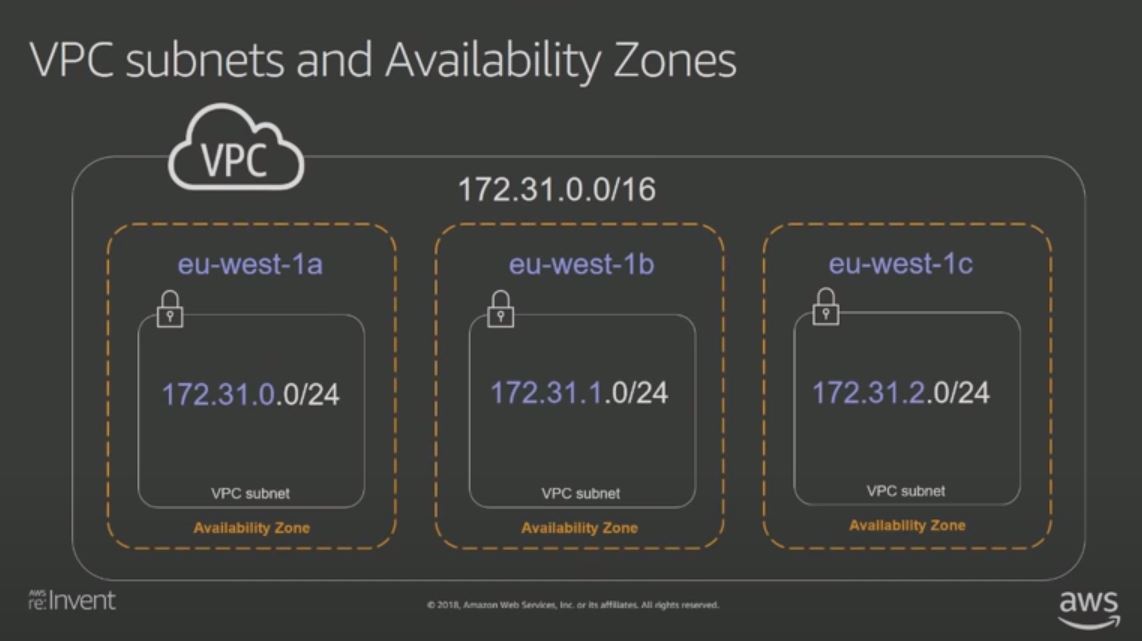 VPC subnets and Availability Zones
VPC
172.31.0.0/16
eu-west-1a
eu-west-1b
eu-west-1c
172.31.0.0/24
172.31.1.0/24
172.31.2.0/24
VPC subnet
VPC subnet
VPC subnet
Availability Zone
Availability Zone
Availability Zone
AWS
re:Invent
© 2018, Amazon Web Services, Inc. or its affiliates. All rights reserved.
aws